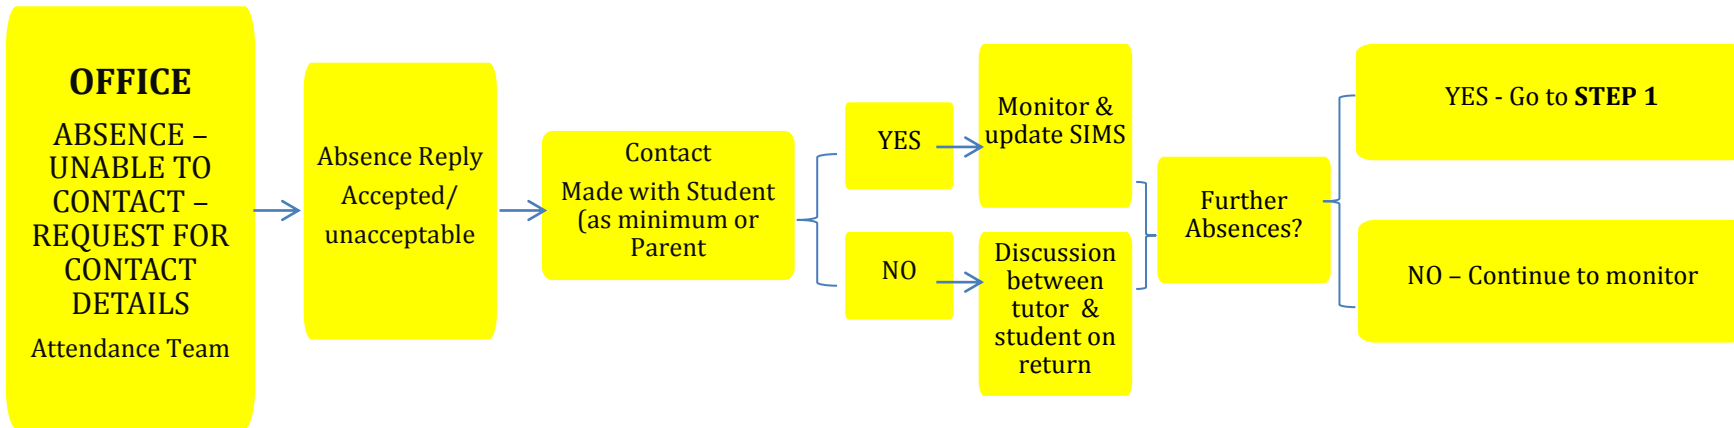 OFFICE
ABSENCE –
UNABLE TO
CONTACT –
REQUEST FOR
CONTACT
DETAILS
Attendance Team
Absence Reply
Accepted/
unacceptable
Contact
Made with Student
(as minimum or
Parent
YES
NO
Monitor &
update SIMS
Discussion
between
tutor & 
student on
return
Further
Absences?
YES - Go to STEP 1
NO – Continue to monitor